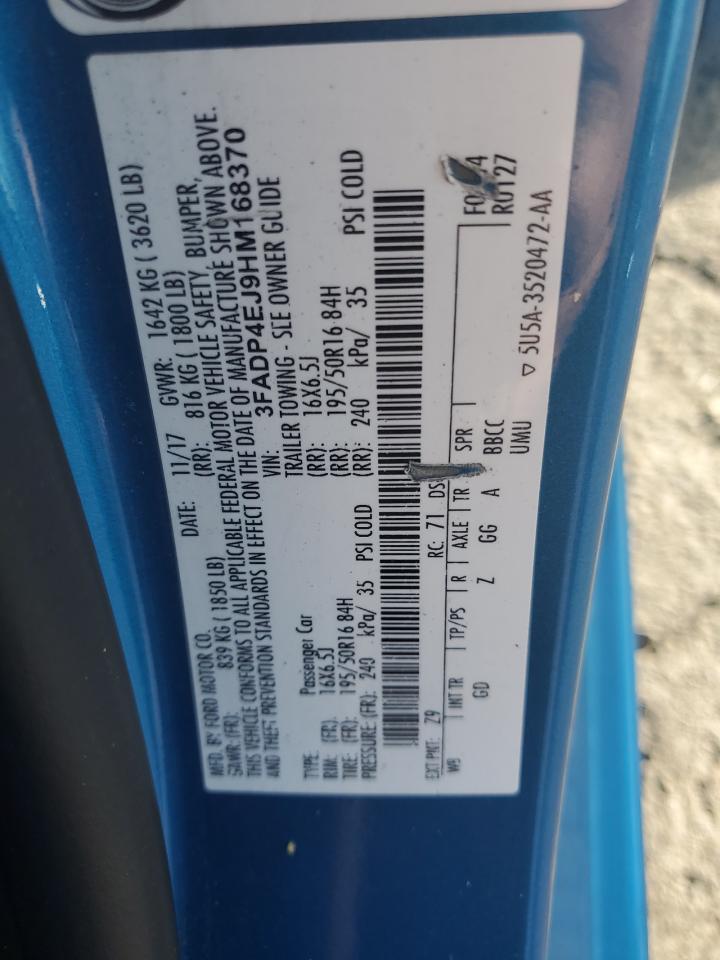 MFD. BY FORD MOTOR CO. DATE: 11/17 GVWR: 1642 KG ( 3620 LB)
GAWR: (FR): 839 KG ( 1850 LB) (RR): 816 KG ( 1800 LB)
THIS VEHICLE CONFORMS TO ALL APPLICABLE FEDERAL MOTOR VEHICLE SAFETY, BUMPER,
AND THEFT PREVENTION STANDARDS IN EFFECT ON THE DATE OF MANUFACTURE SHOWN ABOVE.
VIN: 3FADP4EJ9HM168370
TYPE: Passenger Car TRAILER TOWING - SEE OWNER GUIDE
RIM: (FR): 16X6.5J (RR): 16X6.5J
TIRE: (FR): 195/50R16 84H (RR): 195/50R16 84H
PRESSURE:(FR): 240 kPa/ 35 PSI COLD (RR): 240 kPa/ 35 PSI COLD
EXT PNT: Z9 RC: 71 DS
WB INT TR TP/PS R AXLE TR SPR
GD Z GG A BBCC
UMU
R0127
▽ 5U5A-3520472-AA